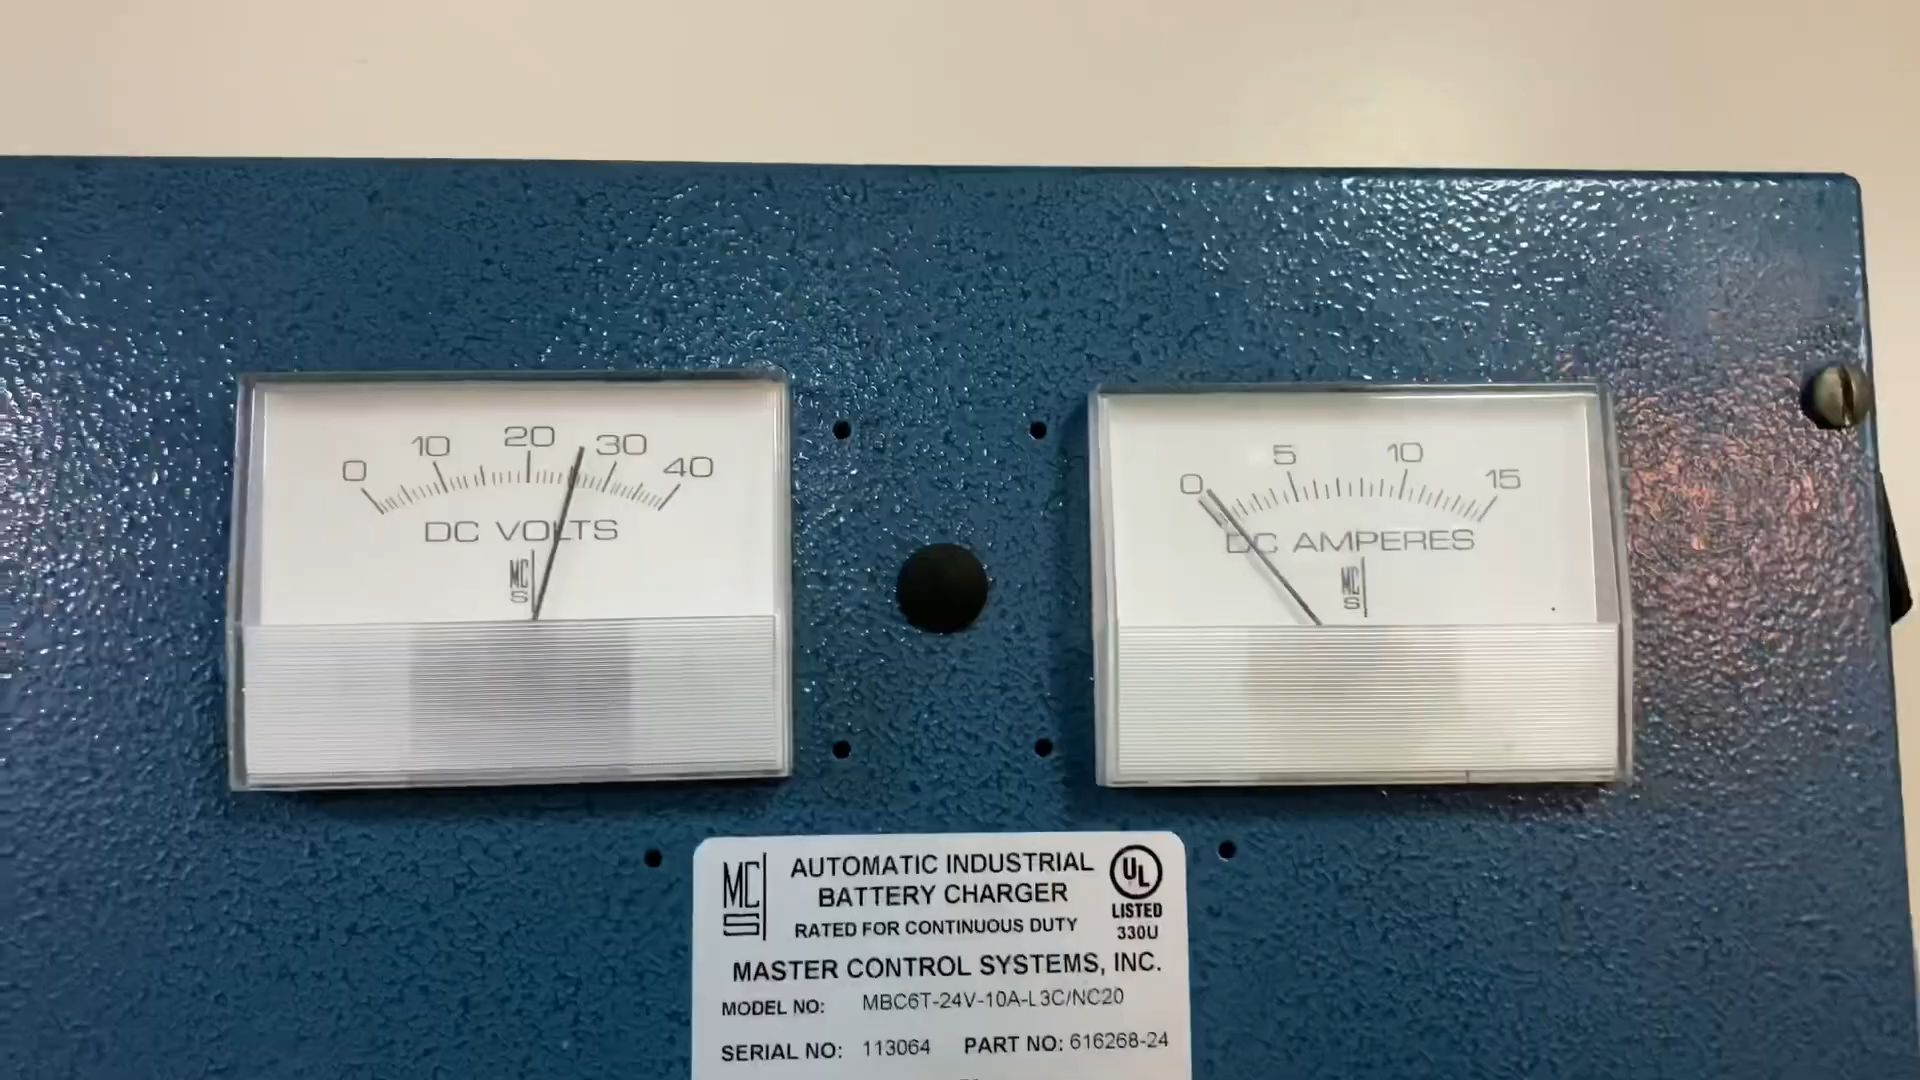 0 10 20 30 40
DC VOLTS
MC
S
0 5 10 15
DC AMPERES
MC
S
MC
S
AUTOMATIC INDUSTRIAL
BATTERY CHARGER
RATED FOR CONTINUOUS DUTY
UL
LISTED
330U
MASTER CONTROL SYSTEMS, INC.
MODEL NO: MBC6T-24V-10A-L3C/NC20
SERIAL NO: 113064 PART NO: 616268-24